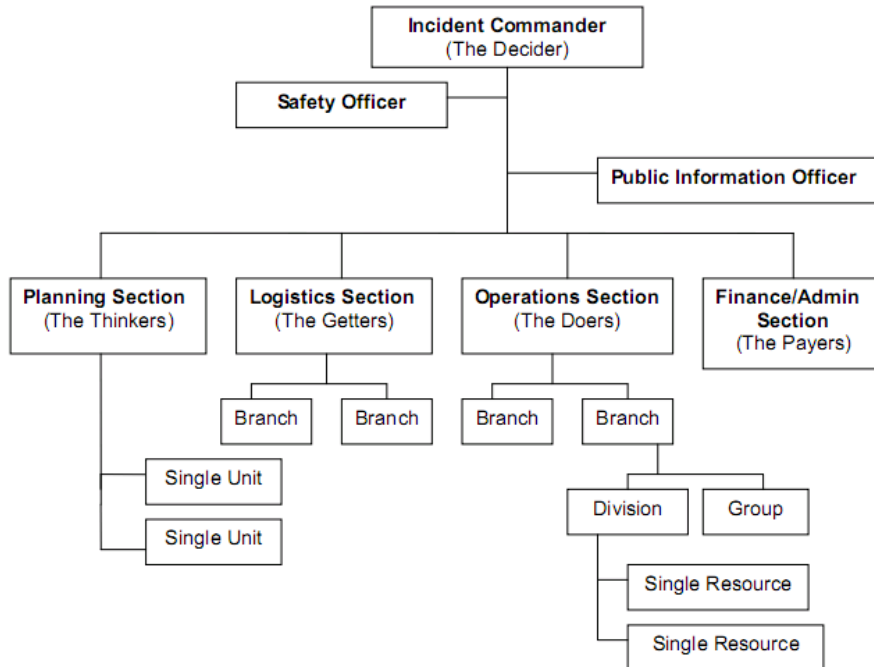 Incident Commander
(The Decider)
Safety Officer
Public Information Officer
Planning Section
(The Thinkers)
Logistics Section
(The Getters)
Operations Section
(The Doers)
Finance/Admin
Section
(The Payers)
Branch
Branch
Branch
Branch
Single Unit
Single Unit
Division
Group
Single Resource
Single Resource